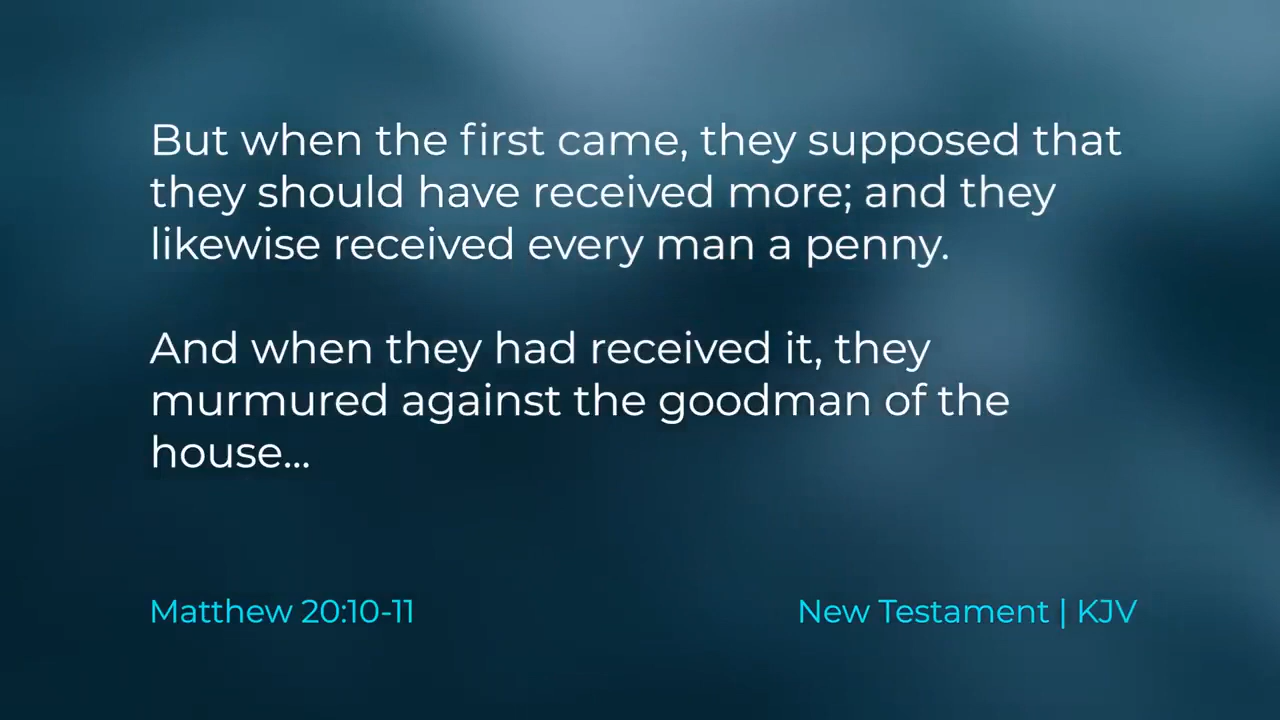 But when the first came, they supposed that
they should have received more; and they
likewise received every man a penny.
And when they had received it, they
murmured against the goodman of the
house...
Matthew 20:10-11
New Testament | KJV